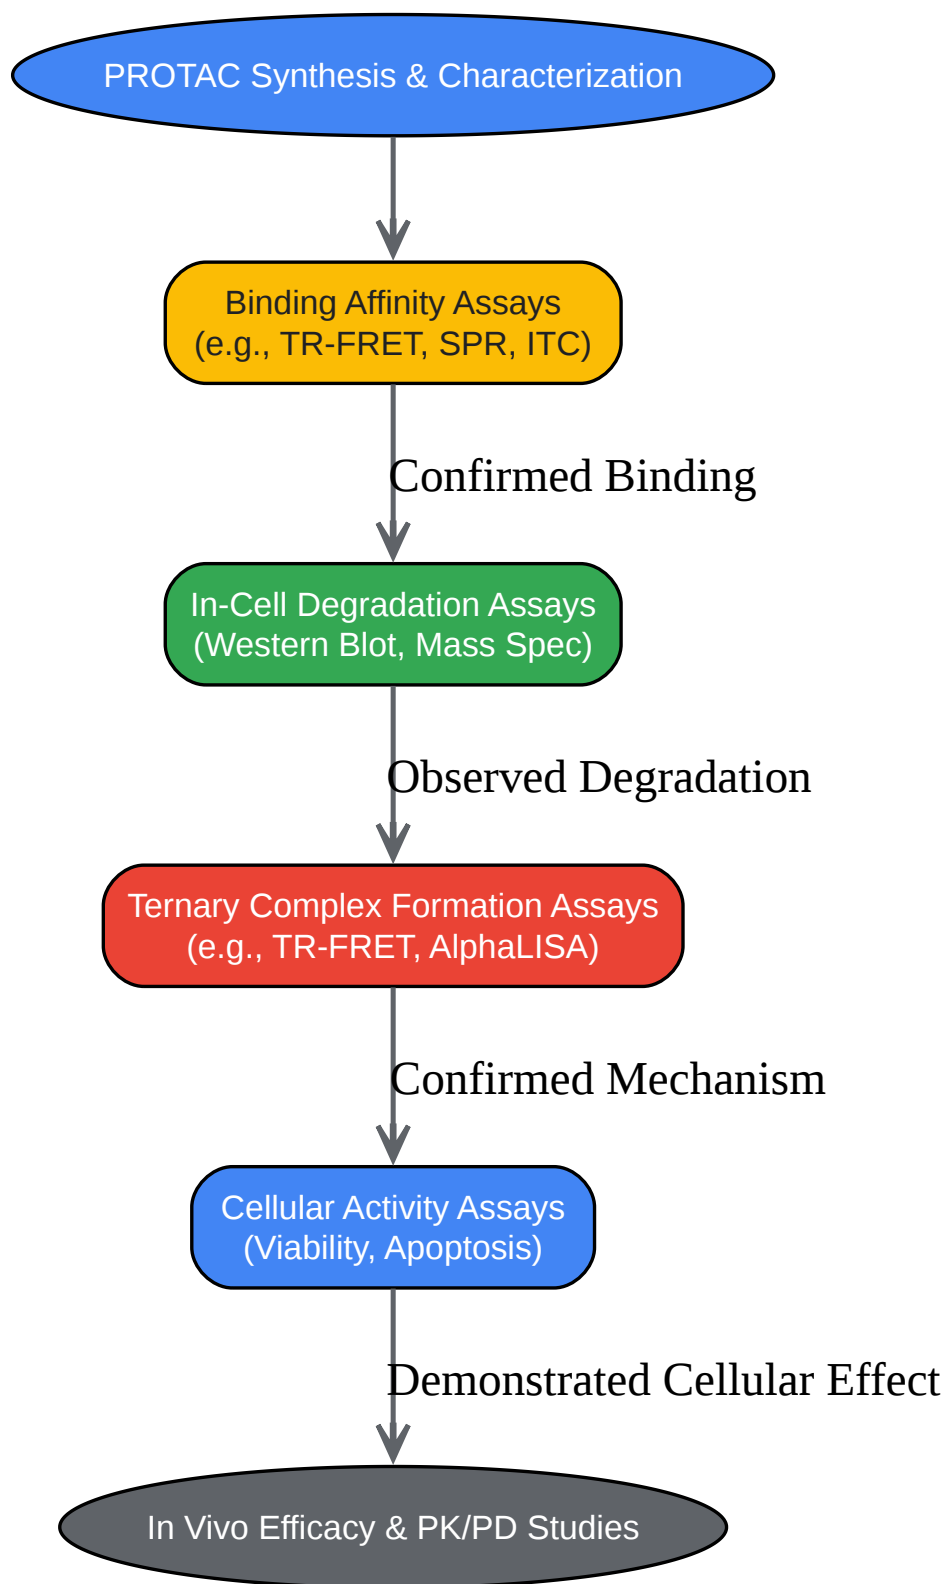 PROTAC Synthesis & Characterization
Binding Affinity Assays
(e.g., TR-FRET, SPR, ITC)
Confirmed Binding
In-Cell Degradation Assays
(Western Blot, Mass Spec)
Observed Degradation
Ternary Complex Formation Assays
(e.g., TR-FRET, AlphaLISA)
Confirmed Mechanism
Cellular Activity Assays
(Viability, Apoptosis)
Demonstrated Cellular Effect
In Vivo Efficacy & PK/PD Studies